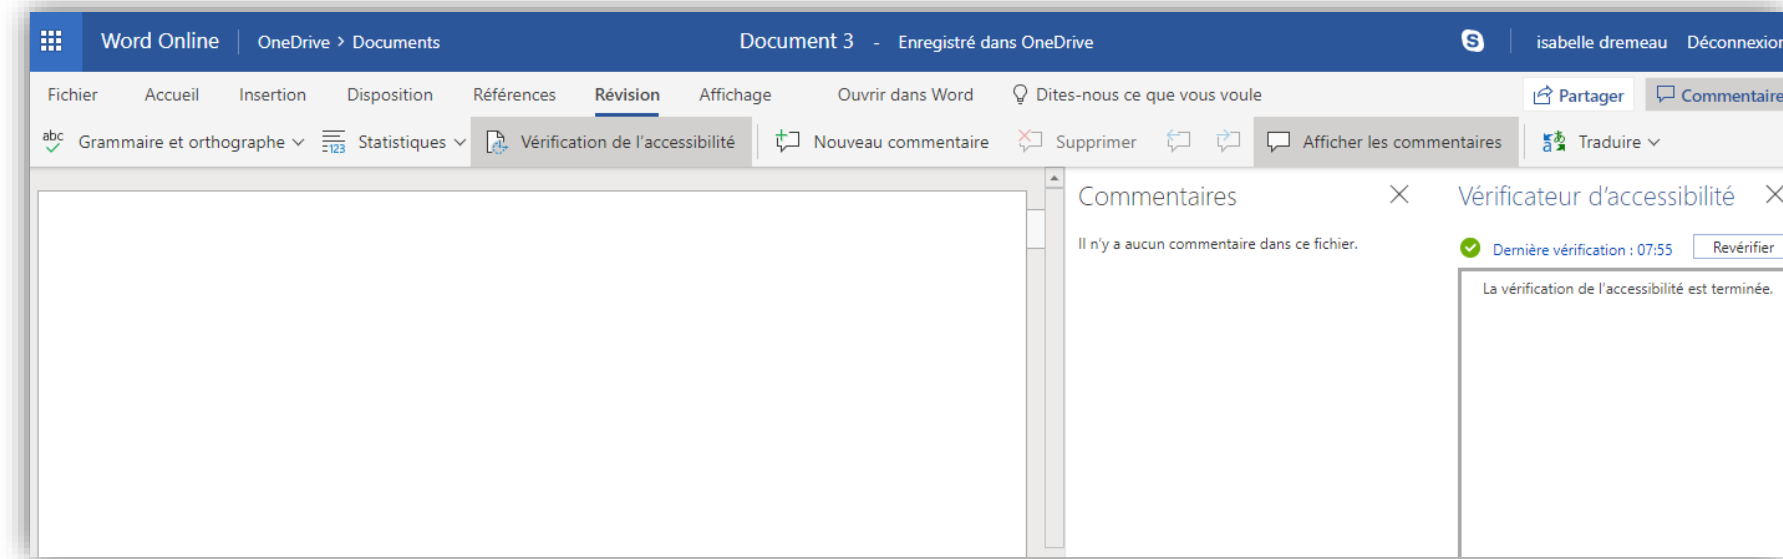 Word Online OneDrive > Documents Document 3 - Enregistré dans OneDrive isabelle dremeau Déconnexion
Fichier Accueil Insertion Disposition Références Révision Affichage Ouvrir dans Word Dites-nous ce que vous voule Partager Commentaire
abc Grammaire et orthographe 123 Statistiques Vérification de l'accessibilité Nouveau commentaire Supprimer Afficher les commentaires Traduire
Commentaires
Il n'y a aucun commentaire dans ce fichier.
Vérificateur d'accessibilité
Dernière vérification : 07:55 Revérifier
La vérification de l'accessibilité est terminée.